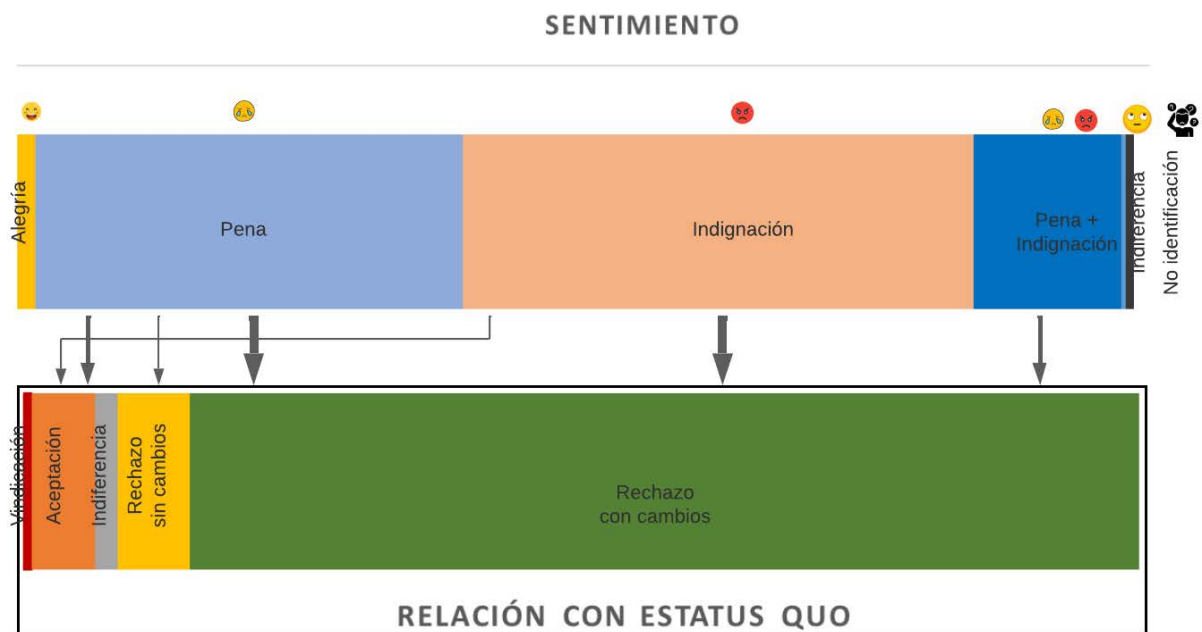 SENTIMIENTO
Alegría
Pena
Indignación
Pena +
Indignación
Indiferencia
No identificación
Vindicación
Aceptación
Indiferencia
Rechazo
sin cambios
Rechazo
con cambios
RELACIÓN CON ESTATUS QUO